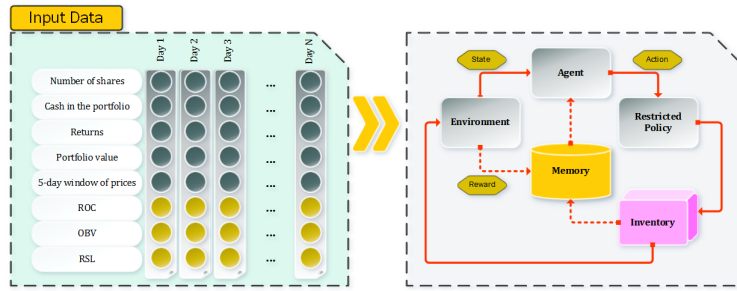 Input Data
Day 1
Day 2
Day 3
Day N
Number of shares
Cash in the portfolio
Returns
Portfolio value
5-day window of prices
ROC
OBV
RSL
...
...
...
...
...
...
...
...
State
Agent
Action
Environment
Restricted
Policy
Memory
Reward
Inventory